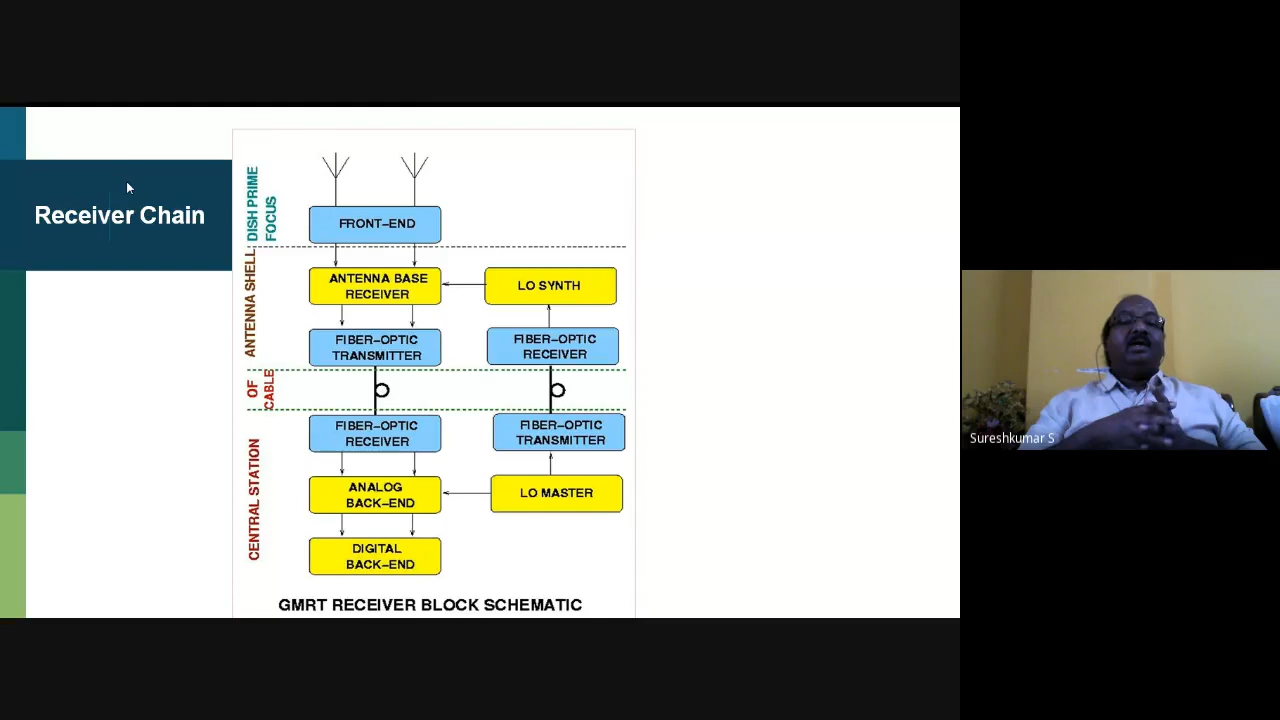 Receiver Chain
DISH PRIME
FOCUS
FRONT-END
ANTENNA SHELL
ANTENNA BASE
RECEIVER
LO SYNTH
FIBER-OPTIC
TRANSMITTER
FIBER-OPTIC
RECEIVER
OF
CABLE
FIBER-OPTIC
RECEIVER
FIBER-OPTIC
TRANSMITTER
CENTRAL STATION
ANALOG
BACK-END
LO MASTER
DIGITAL
BACK-END
GMRT RECEIVER BLOCK SCHEMATIC
Sureshkumar S